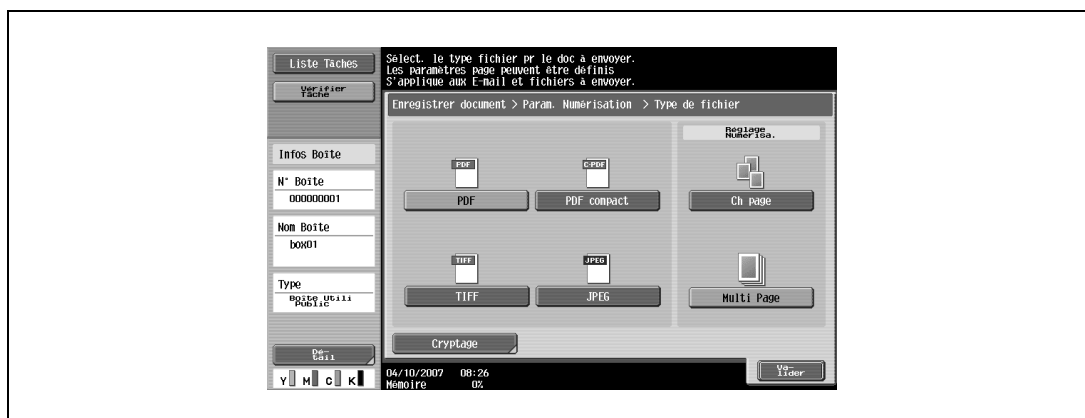 Liste Tâches
Vérifier
Tâche
Sélect. le type fichier pr le doc à envoyer.
Les paramètres page peuvent être définis
S'applique aux E-mail et fichiers à envoyer.
Enregistrer document > Param. Numérisation > Type de fichier
Infos Boîte
N° Boîte
000000001
Nom Boîte
box01
Type
Boîte Utili
Public
Dé-
tail
Y M C K
PDF
PDF
C-PDF
PDF compact
TIFF
TIFF
JPEG
JPEG
Réglage
Numérisa.
Ch page
Multi Page
Cryptage
04/10/2007 08:26
Mémoire 0%
Va-
lider